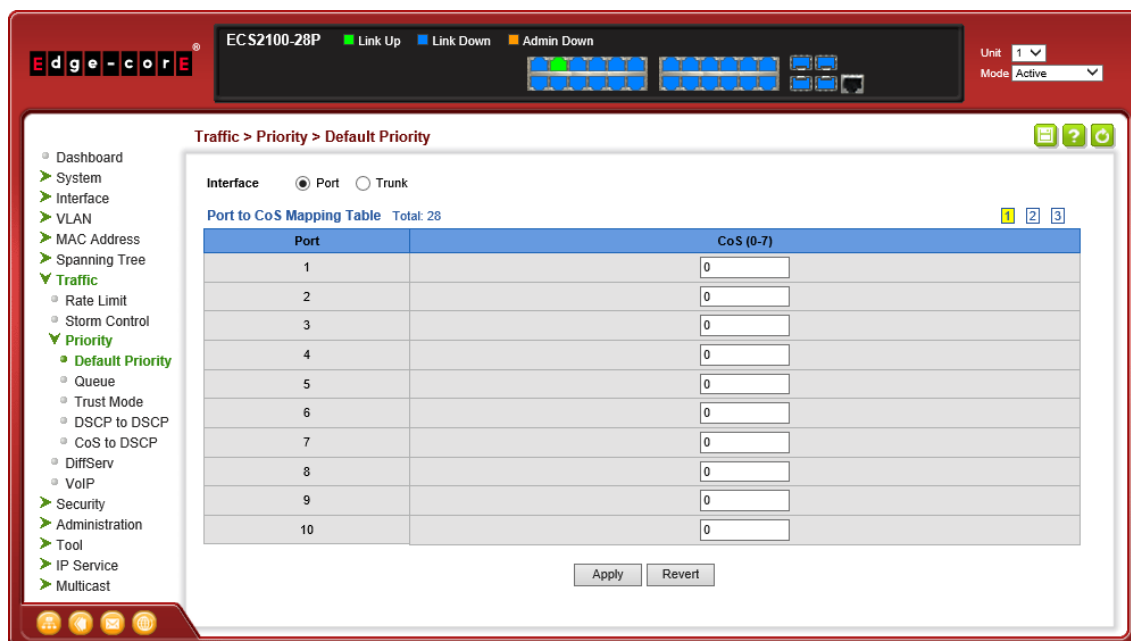 Edge-corE®
ECS2100-28P Link Up Link Down Admin Down
Unit 1
Mode Active
Traffic > Priority > Default Priority
?
Dashboard
System
Interface
VLAN
MAC Address
Spanning Tree
Traffic
Rate Limit
Storm Control
Priority
Default Priority
Queue
Trust Mode
DSCP to DSCP
CoS to DSCP
DiffServ
VoIP
Security
Administration
Tool
IP Service
Multicast
Interface Port Trunk
Port to CoS Mapping Table Total: 28 1 2 3
Port CoS (0-7)
1 0
2 0
3 0
4 0
5 0
6 0
7 0
8 0
9 0
10 0
Apply Revert